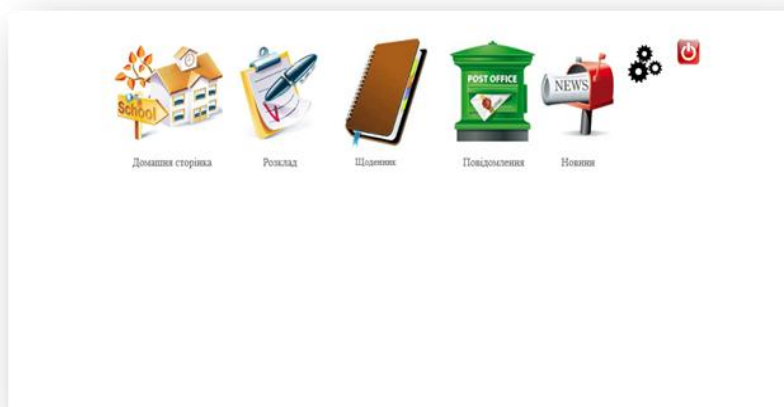 School
POST OFFICE
NEWS
Домашня сторінка
Розклад
Щоденник
Повідомлення
Новини